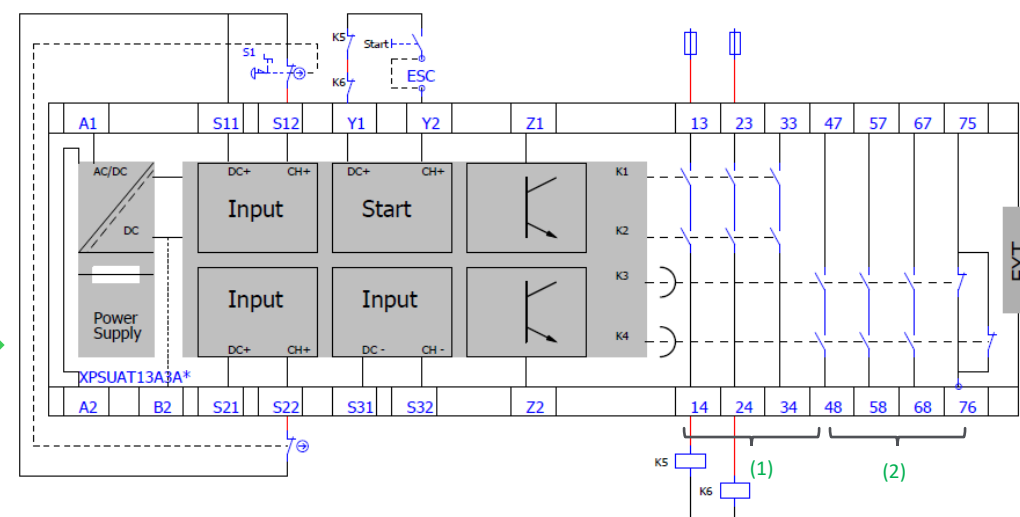 S1
K5
Start
K6
ESC
A1 S11 S12 Y1 Y2 Z1 13 23 33 47 57 67 75
AC/DC
DC
DC+ CH+
Input
DC+ CH+
Start
K1
K2
K3
K4
EXT
Power
Supply
Input
DC+ CH+
Input
DC - CH -
XPSUAT13A3A*
A2 B2 S21 S22 S31 S32 Z2 14 24 34 48 58 68 76
(1)
(2)
K5
K6